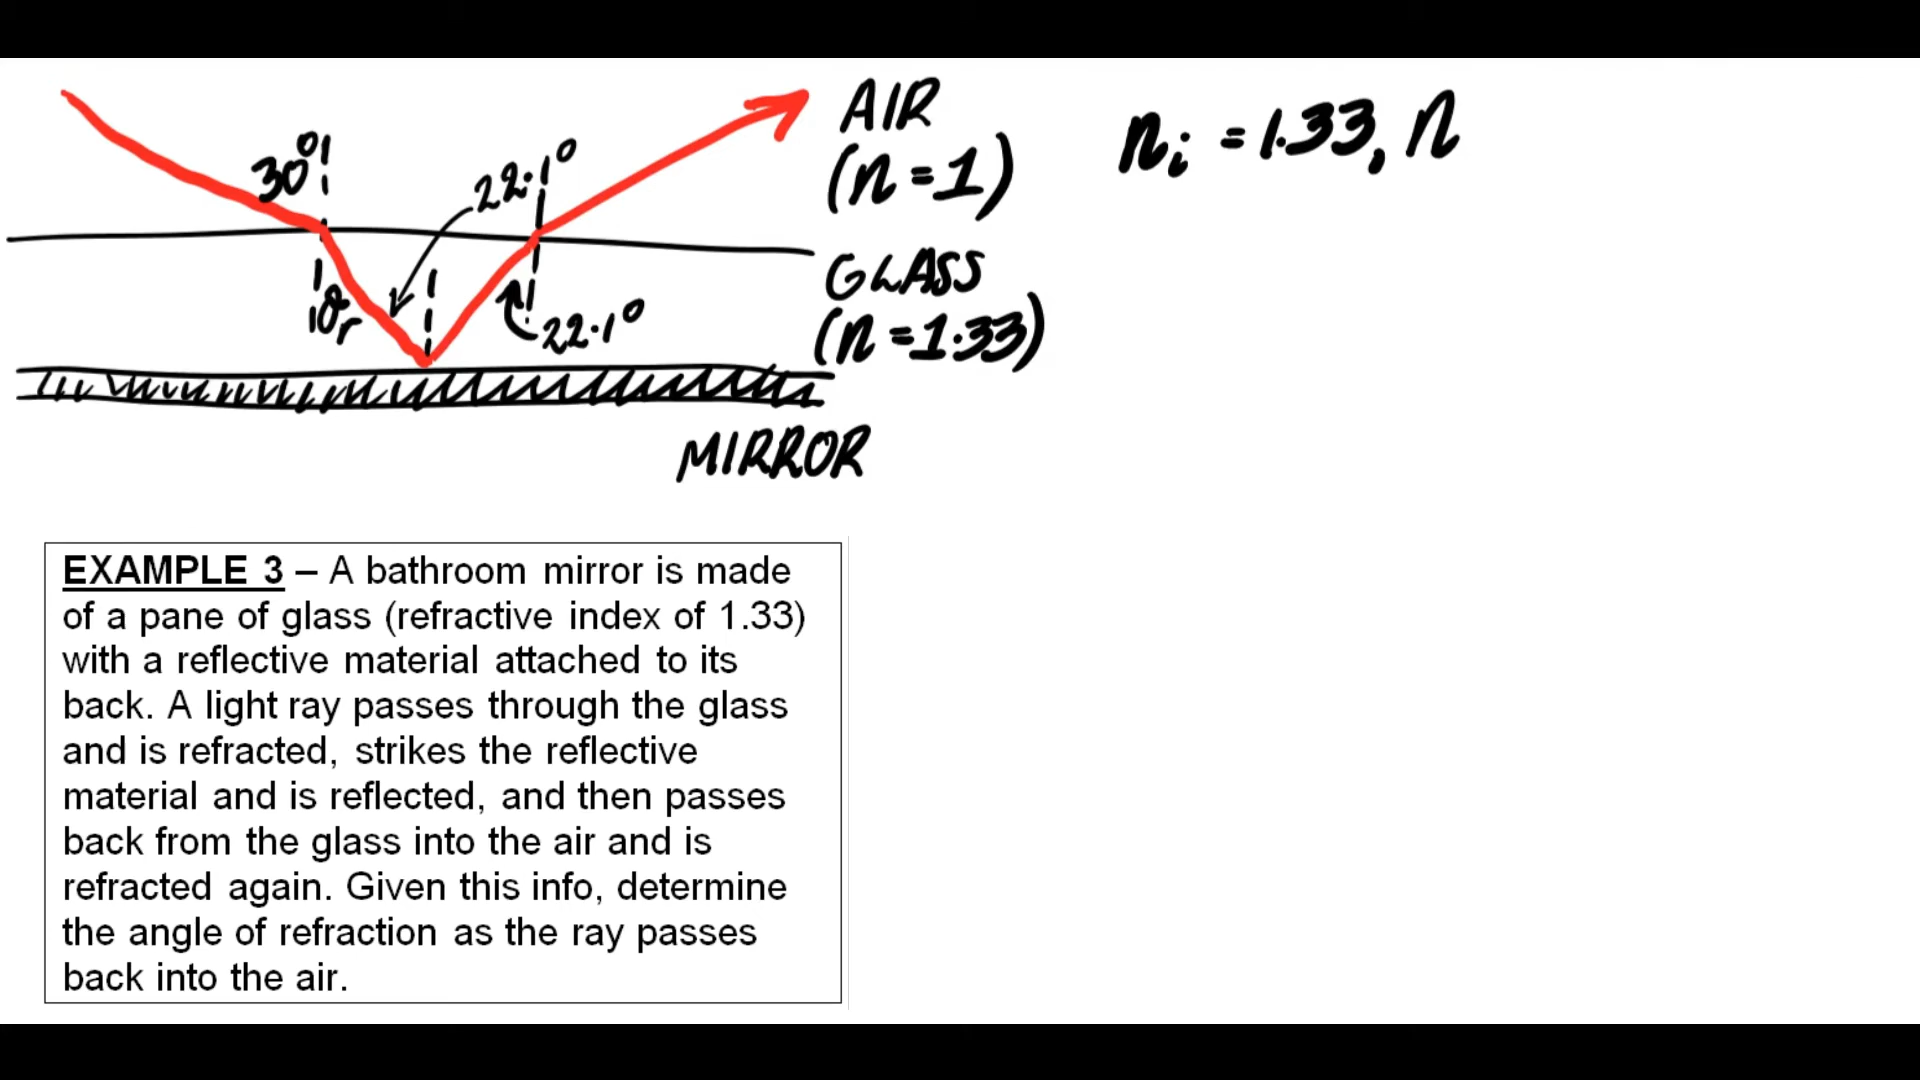 30°
22.1°
AIR
(n=1)
nᵢ = 1.33, n
GLASS
(n=1.33)
θr
22.1°
MIRROR
EXAMPLE 3 – A bathroom mirror is made
of a pane of glass (refractive index of 1.33)
with a reflective material attached to its
back. A light ray passes through the glass
and is refracted, strikes the reflective
material and is reflected, and then passes
back from the glass into the air and is
refracted again. Given this info, determine
the angle of refraction as the ray passes
back into the air.